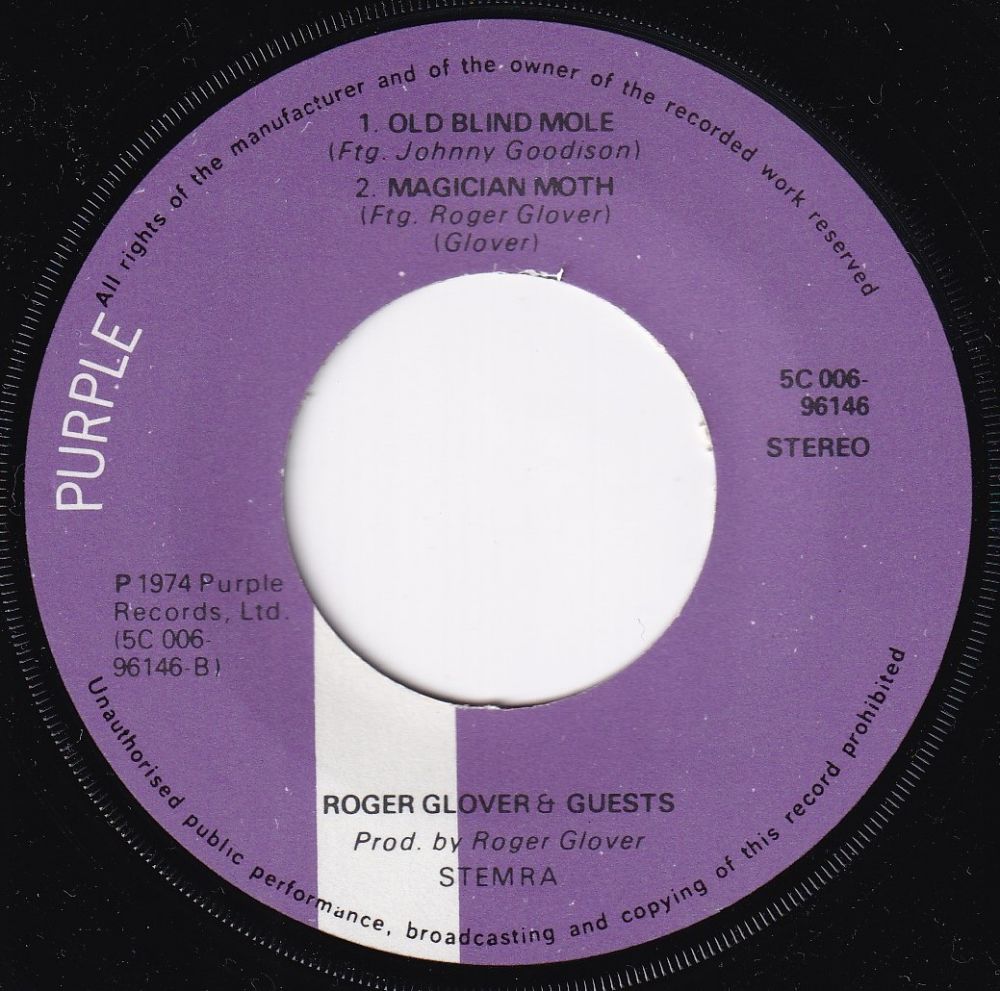 All rights of the manufacturer and of the owner of the recorded work reserved
1. OLD BLIND MOLE
(Ftg. Johnny Goodison)
2. MAGICIAN MOTH
(Ftg. Roger Glover)
(Glover)
PURPLE
5C 006-
96146
STEREO
P 1974 Purple
Records, Ltd.
(5C 006-
96146-B)
ROGER GLOVER & GUESTS
Prod. by Roger Glover
STEMRA
Unauthorised public performance, broadcasting and copying of this record prohibited